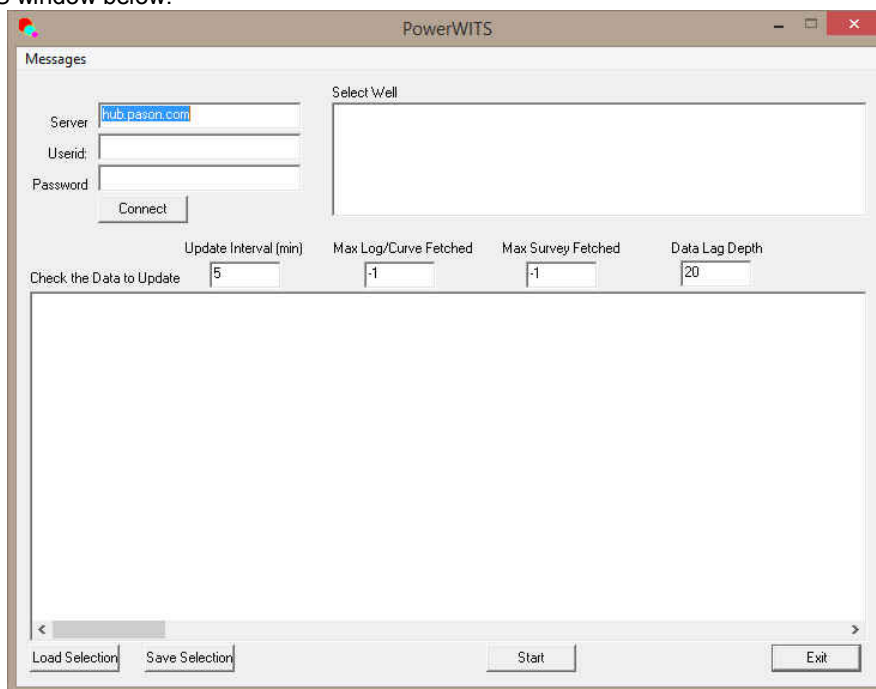 window below.
PowerWITS
Messages
Select Well
Server hub.pason.com
Userid:
Password
Connect
Update Interval (min) Max Log/Curve Fetched Max Survey Fetched Data Lag Depth
Check the Data to Update 5 -1 -1 20
Load Selection Save Selection Start Exit